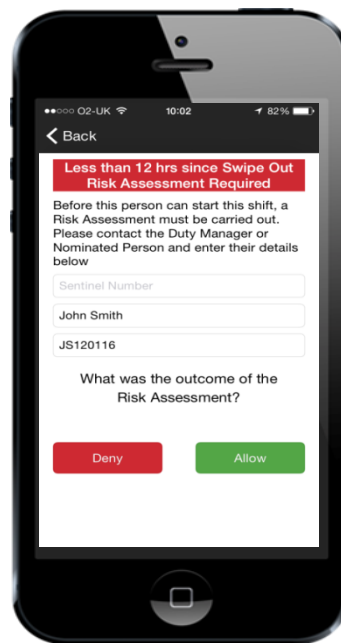 O2-UK 10:02 82%
Back
Less than 12 hrs since Swipe Out
Risk Assessment Required
Before this person can start this shift, a
Risk Assessment must be carried out.
Please contact the Duty Manager or
Nominated Person and enter their details
below
Sentinel Number
John Smith
JS120116
What was the outcome of the
Risk Assessment?
Deny Allow